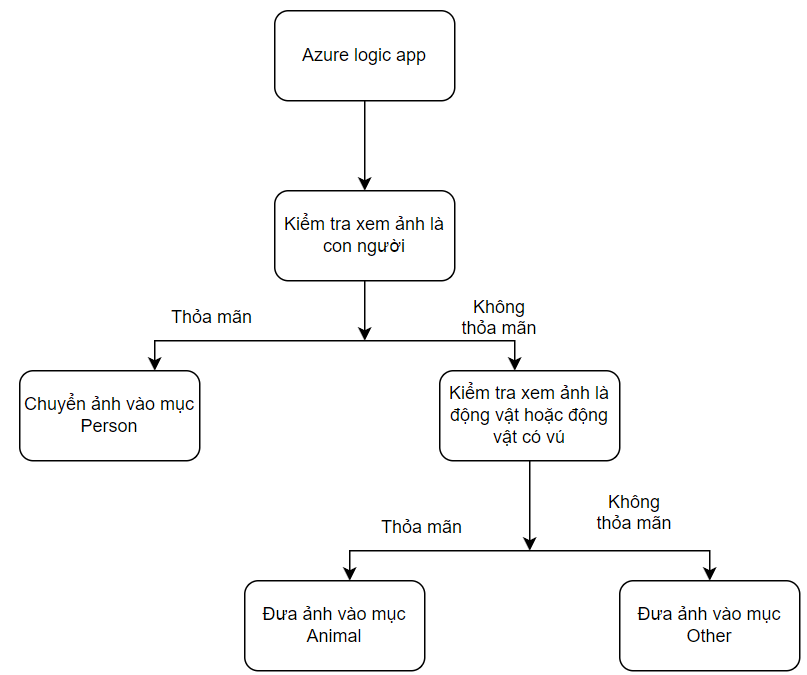 Azure logic app
Kiểm tra xem ảnh là
con người
Thỏa mãn
Không
thỏa mãn
Chuyển ảnh vào mục
Person
Kiểm tra xem ảnh là
động vật hoặc động
vật có vú
Thỏa mãn
Không
thỏa mãn
Đưa ảnh vào mục
Animal
Đưa ảnh vào mục
Other